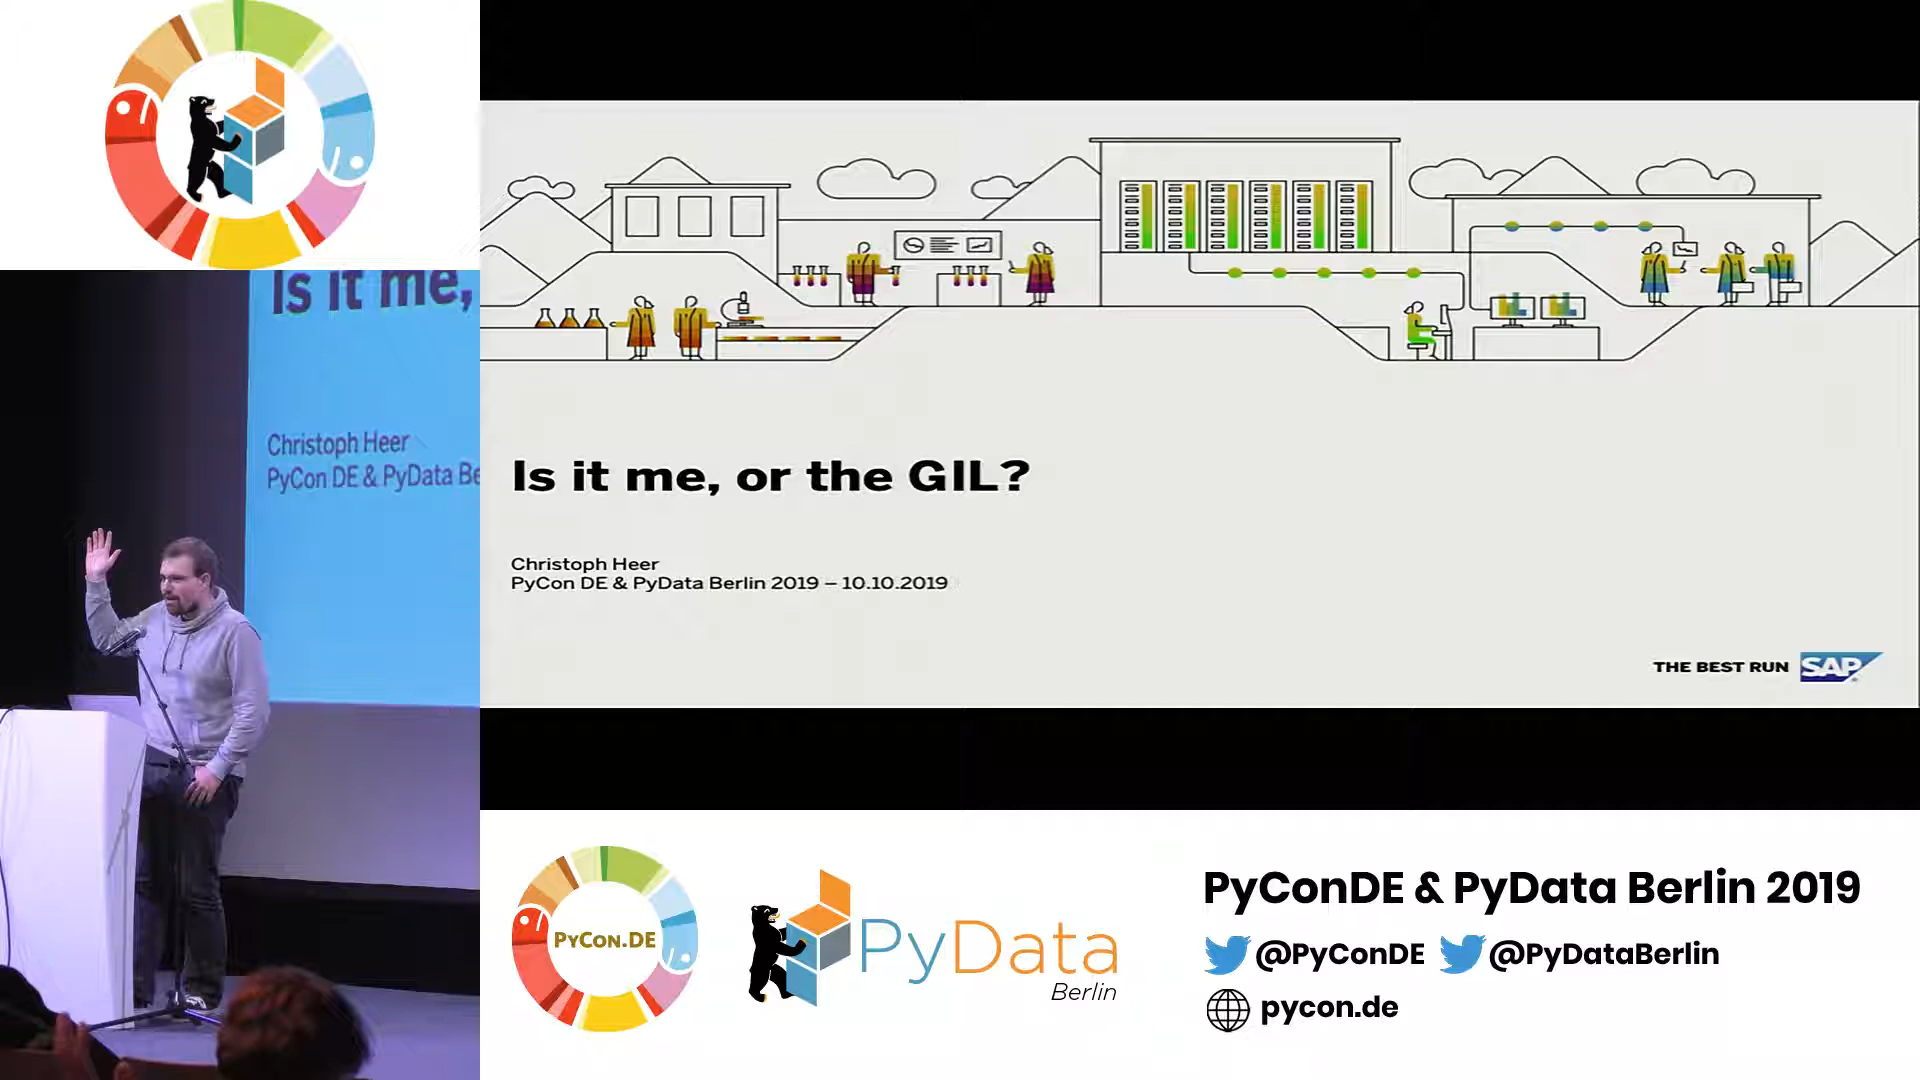 Is it me,
Christoph Heer
PyCon DE & PyData Be
Is it me, or the GIL?
Christoph Heer
PyCon DE & PyData Berlin 2019 – 10.10.2019
THE BEST RUN SAP
PYCON.DE
PyData
Berlin
PyConDE & PyData Berlin 2019
@PyConDE @PyDataBerlin
pycon.de